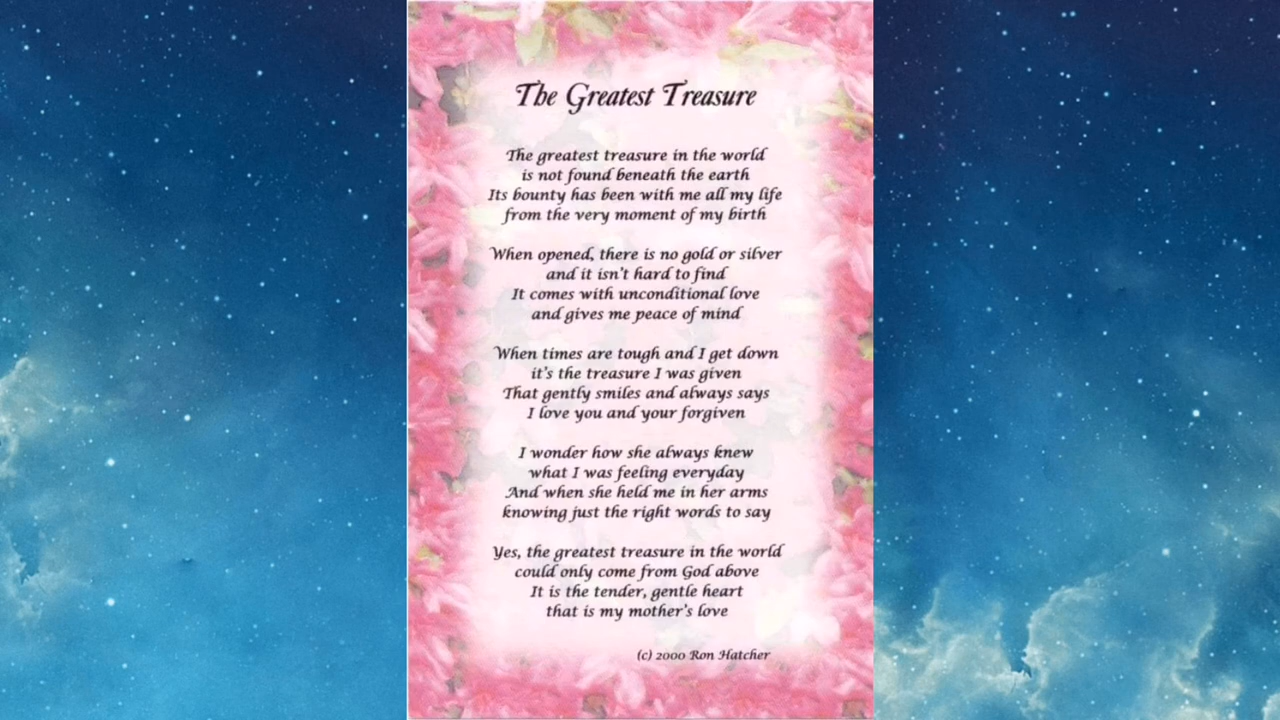 The Greatest Treasure
The greatest treasure in the world
is not found beneath the earth
Its bounty has been with me all my life
from the very moment of my birth
When opened, there is no gold or silver
and it isn't hard to find
It comes with unconditional love
and gives me peace of mind
When times are tough and I get down
it's the treasure I was given
That gently smiles and always says
I love you and your forgiven
I wonder how she always knew
what I was feeling everyday
And when she held me in her arms
knowing just the right words to say
Yes, the greatest treasure in the world
could only come from God above
It is the tender, gentle heart
that is my mother's love
(c) 2000 Ron Hatcher